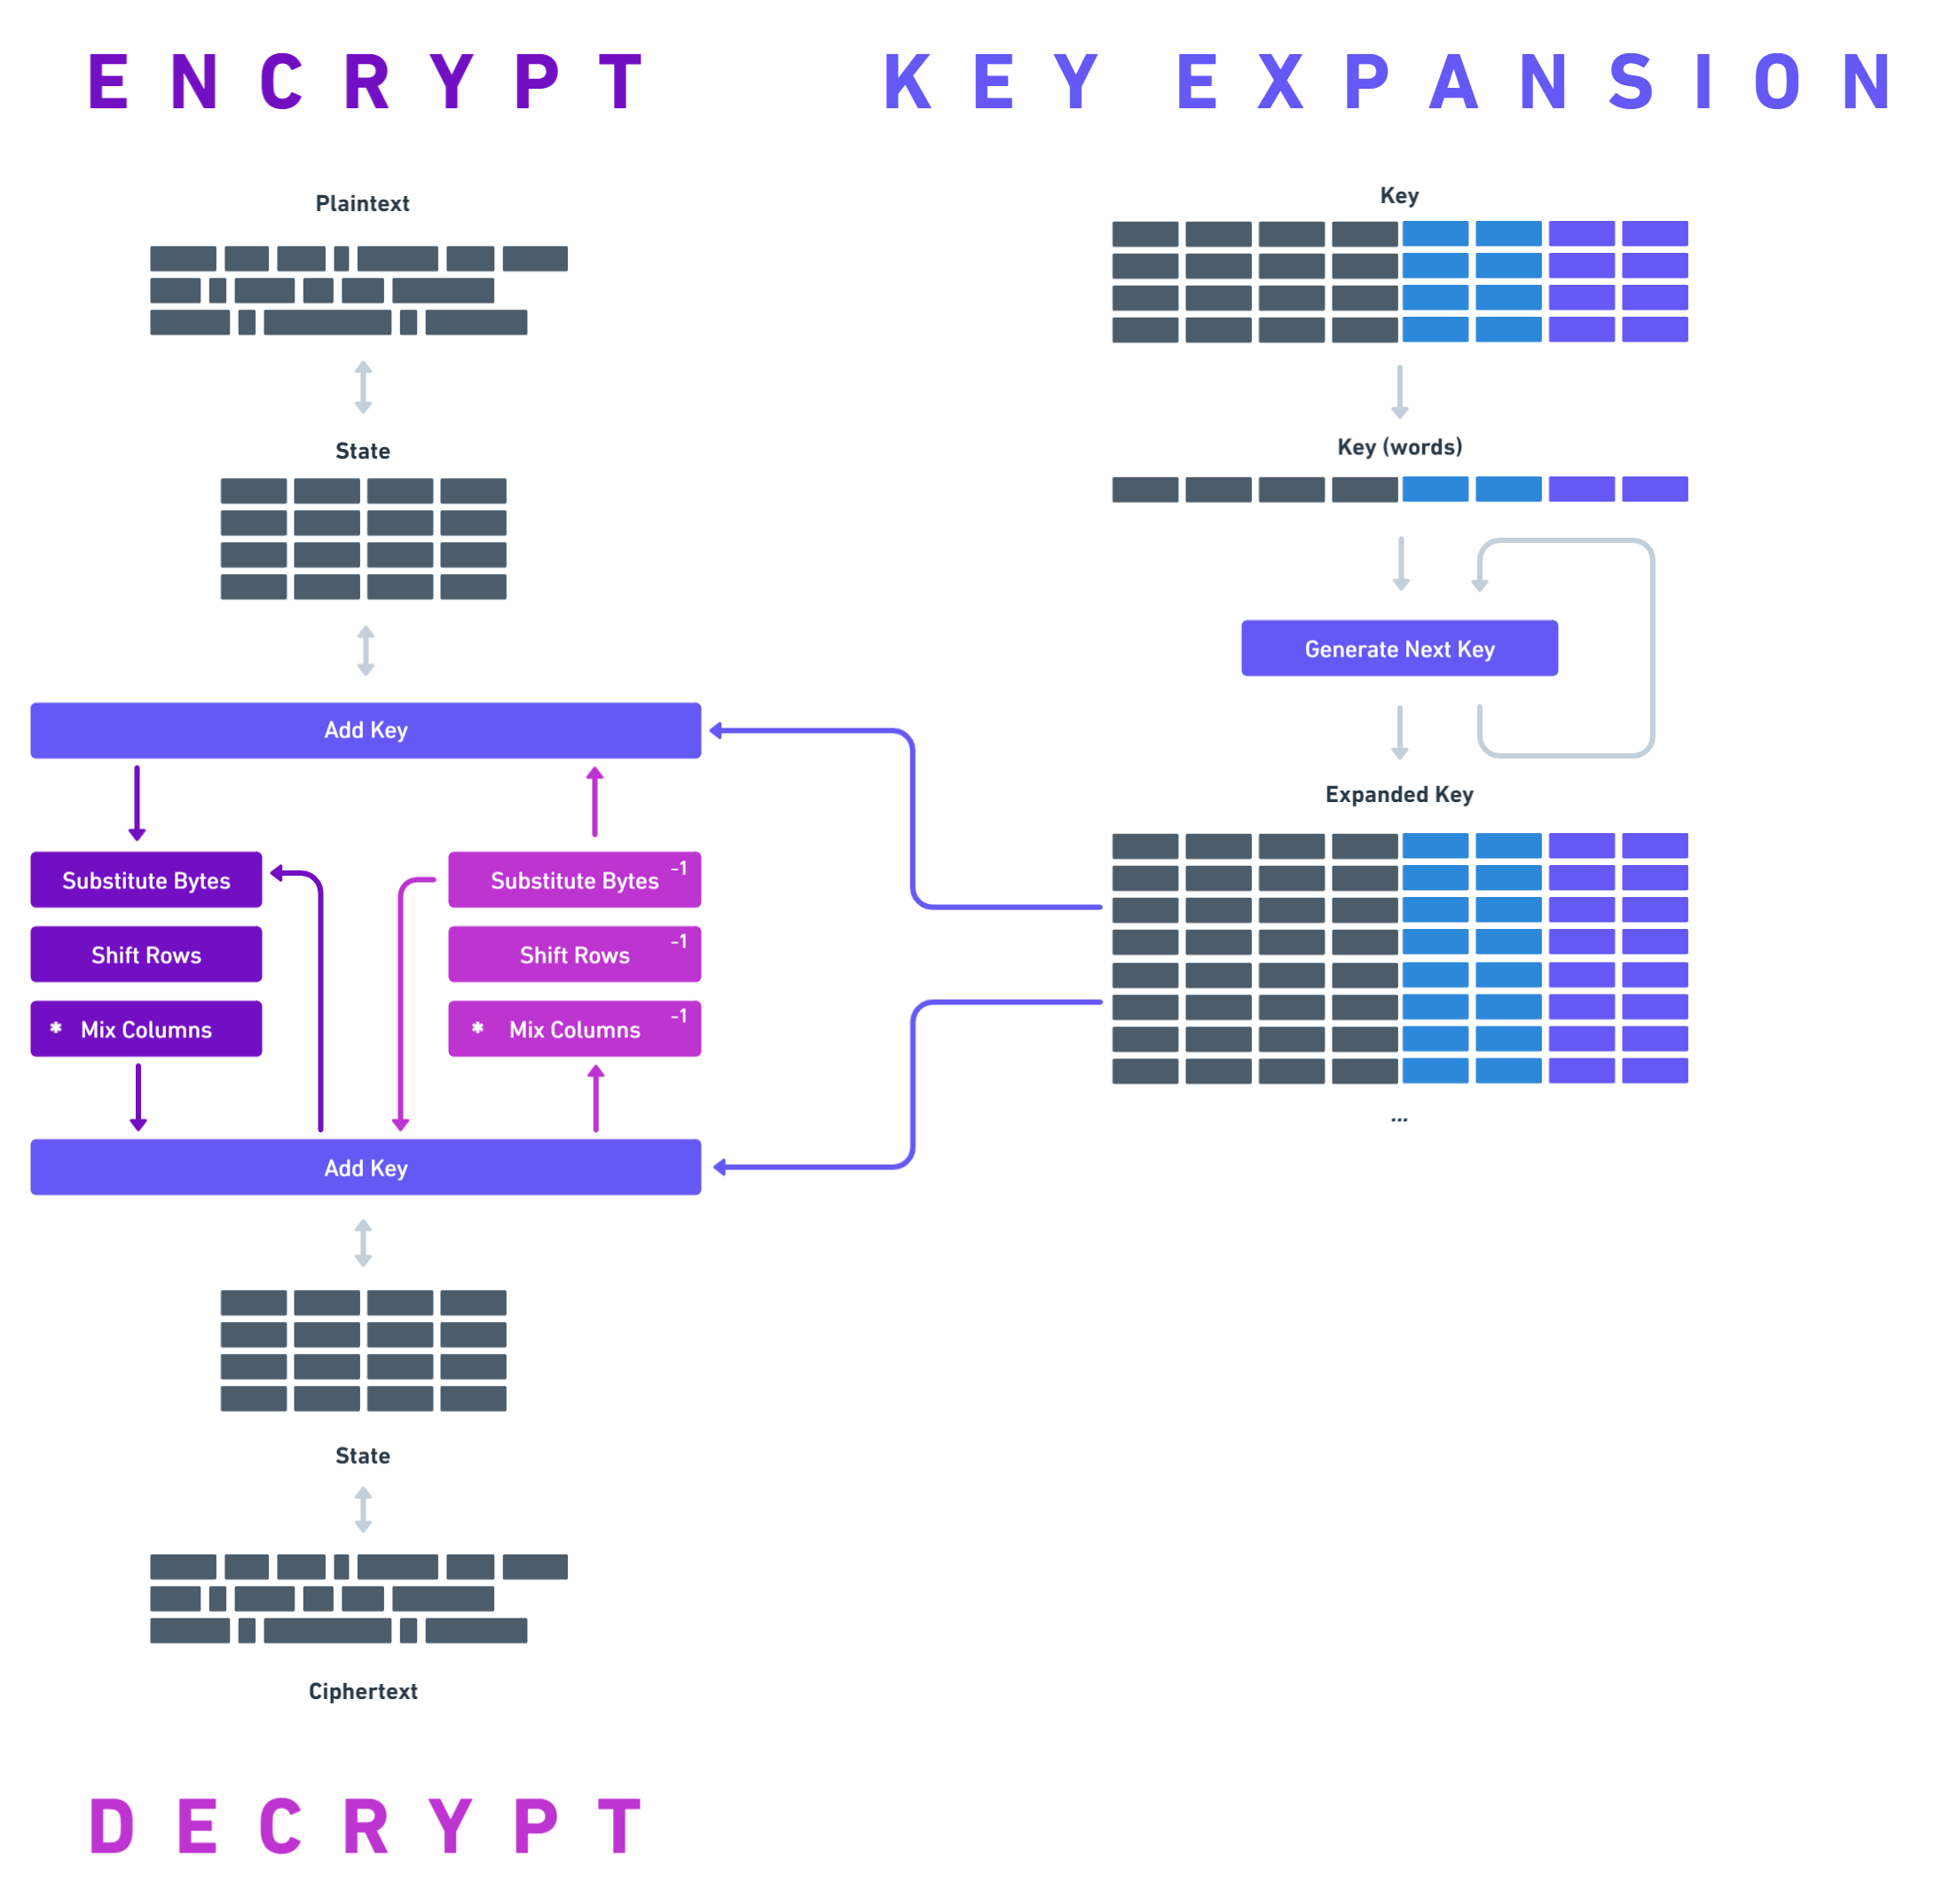 ENCRYPT
Plaintext
State
Add Key
Substitute Bytes
Shift Rows
* Mix Columns
Substitute Bytes -1
Shift Rows -1
* Mix Columns -1
Add Key
State
Ciphertext
DECRYPT
KEY EXPANSION
Key
Key (words)
Generate Next Key
Expanded Key
...